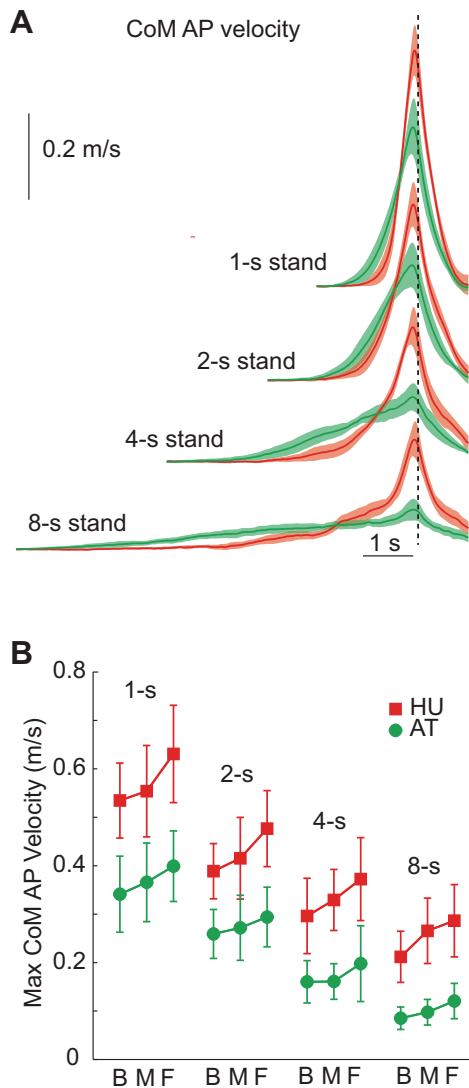 A
CoM AP velocity
0.2 m/s
1-s stand
2-s stand
4-s stand
8-s stand
1 s
B
0.8
1-s
HU
AT
2-s
0.6
4-s
0.4
8-s
0.2
0
Max CoM AP Velocity (m/s)
B M F B M F B M F B M F